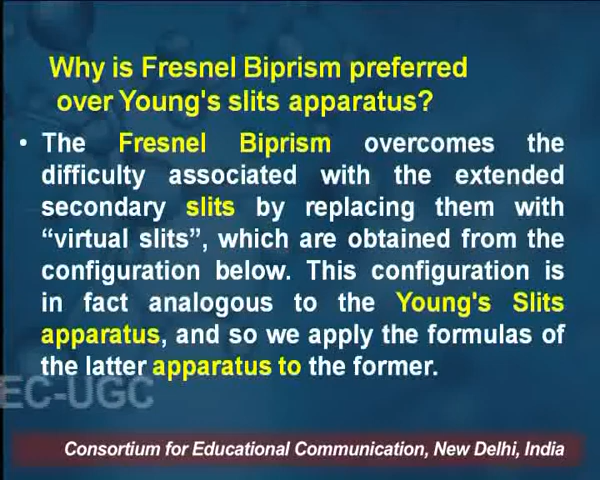 Why is Fresnel Biprism preferred
over Young's slits apparatus?
• The Fresnel Biprism overcomes the
difficulty associated with the extended
secondary slits by replacing them with
“virtual slits”, which are obtained from the
configuration below. This configuration is
in fact analogous to the Young's Slits
apparatus, and so we apply the formulas of
the latter apparatus to the former.
EC-UGC
Consortium for Educational Communication, New Delhi, India